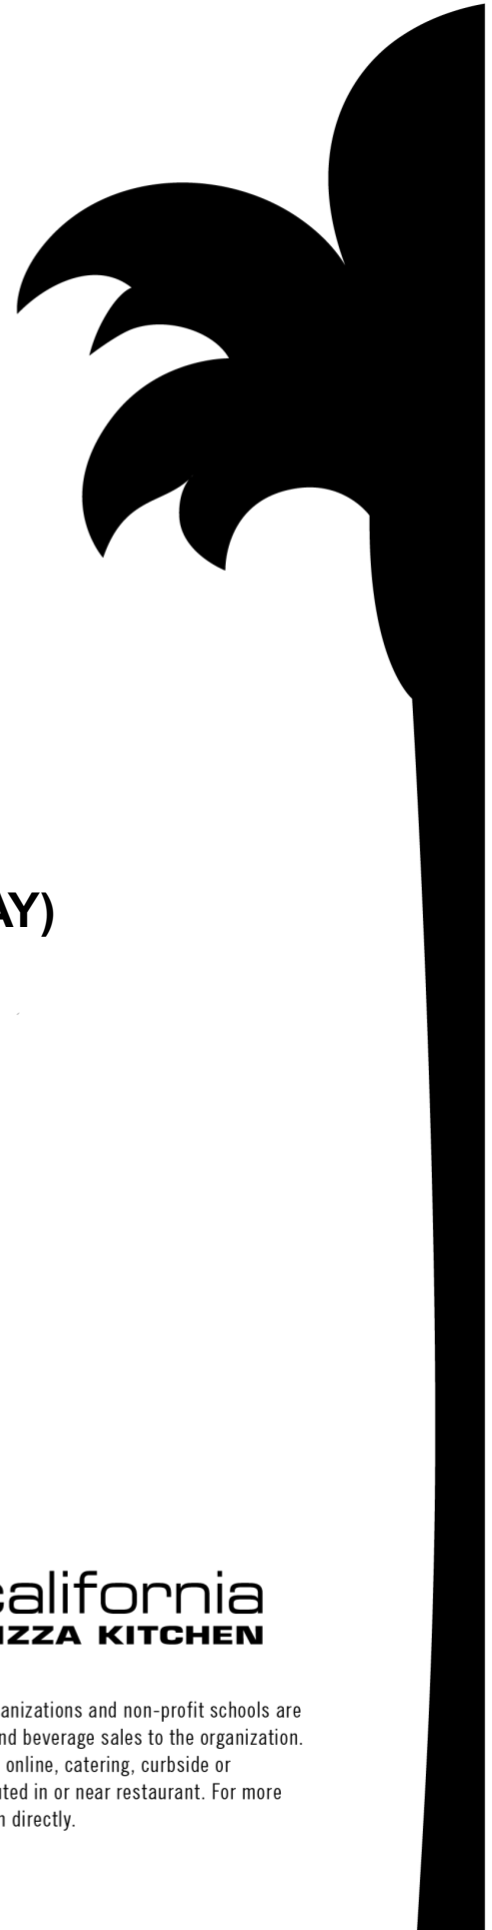 AY)
california
IZZA KITCHEN
anizations and non-profit schools are
nd beverage sales to the organization.
online, catering, curbside or
ted in or near restaurant. For more
directly.